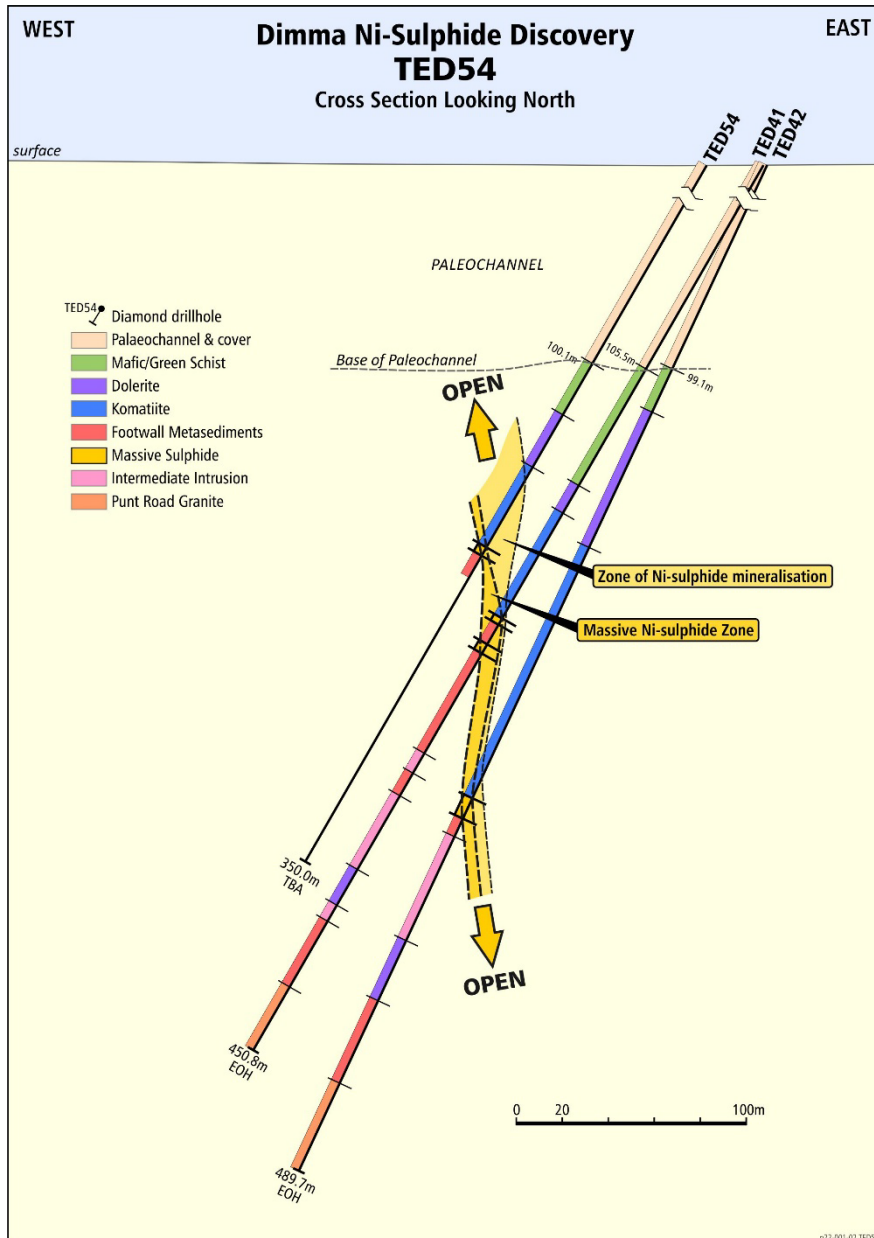 WEST
EAST
Dimma Ni-Sulphide Discovery
TED54
Cross Section Looking North
surface
TED54
TED41
TED42
PALEOCHANNEL
TED54
Diamond drillhole
Palaeochannel & cover
Mafic/Green Schist
Dolerite
Komatiite
Footwall Metasediments
Massive Sulphide
Intermediate Intrusion
Punt Road Granite
Base of Paleochannel
100.1m
105.5m
99.1m
OPEN
Zone of Ni-sulphide mineralisation
Massive Ni-sulphide Zone
350.0m
TBA
OPEN
450.8m
EOH
489.7m
EOH
0 20 100m